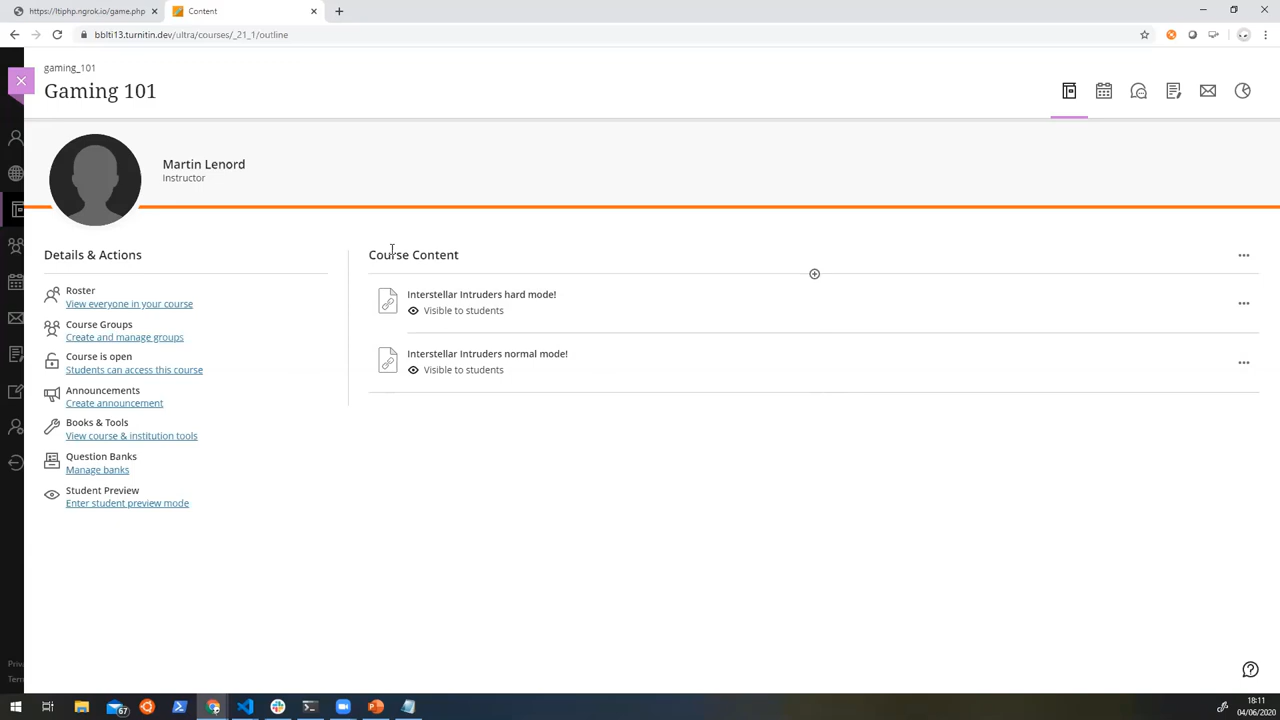 https://ltiphp.ngrok.io/game.php
Content
bblti13.turnitin.dev/ultra/courses/_21_1/outline
gaming_101
Gaming 101
Martin Lenord
Instructor
Details & Actions
Roster
View everyone in your course
Course Groups
Create and manage groups
Course is open
Students can access this course
Announcements
Create announcement
Books & Tools
View course & institution tools
Question Banks
Manage banks
Student Preview
Enter student preview mode
Course Content
Interstellar Intruders hard mode!
Visible to students
Interstellar Intruders normal mode!
Visible to students
Priv
Term
67
18:11
04/06/2020